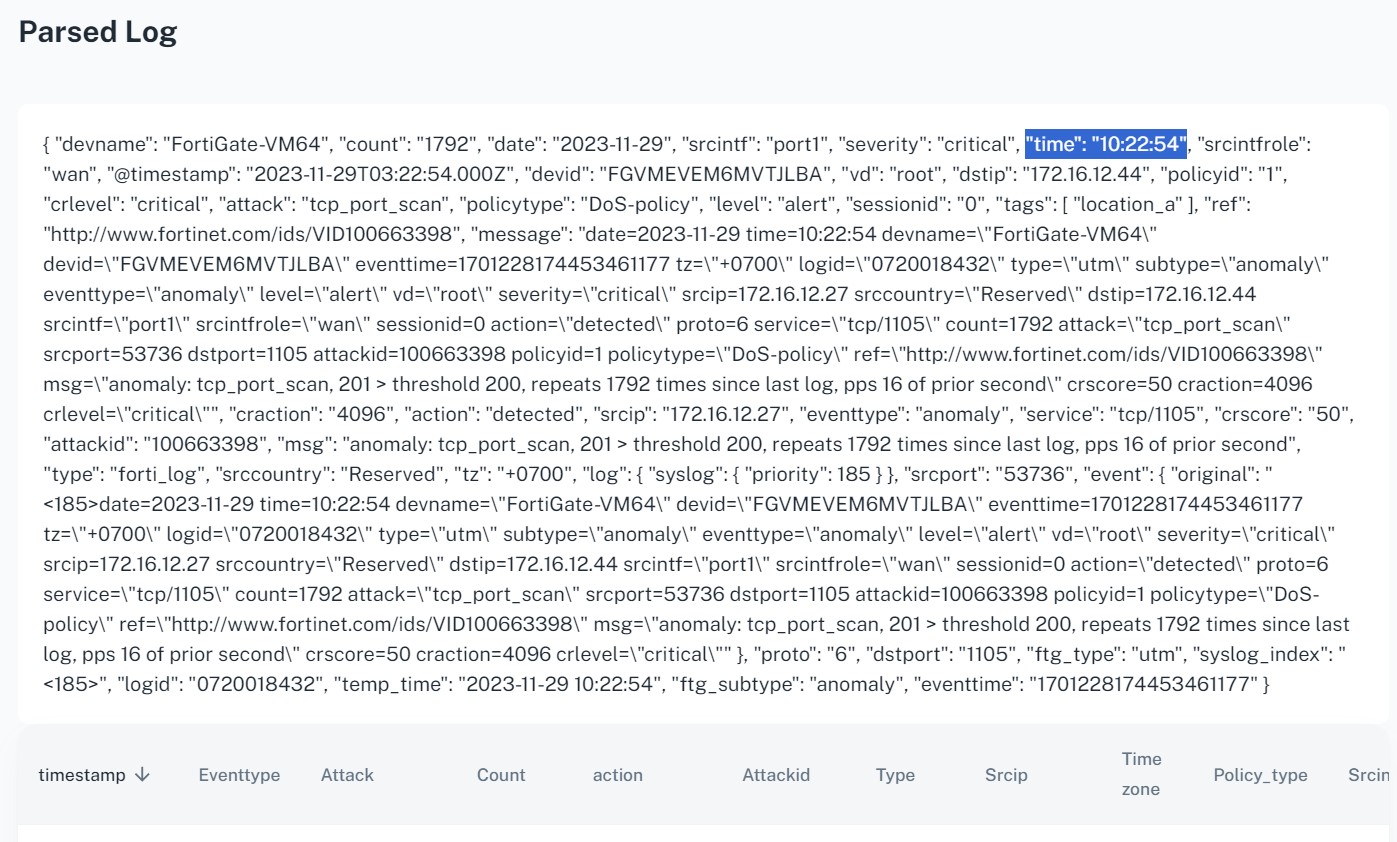 Parsed Log
{ "devname": "FortiGate-VM64", "count": "1792", "date": "2023-11-29", "srcintf": "port1", "severity": "critical", "time": "10:22:54", "srcintfrole":
"wan", "@timestamp": "2023-11-29T03:22:54.000Z", "devid": "FGVMEVEM6MVTJLBA", "vd": "root", "dstip": "172.16.12.44", "policyid": "1",
"crlevel": "critical", "attack": "tcp_port_scan", "policytype": "DoS-policy", "level": "alert", "sessionid": "0", "tags": [ "location_a" ], "ref":
"http://www.fortinet.com/ids/VID100663398", "message": "date=2023-11-29 time=10:22:54 devname=\"FortiGate-VM64\"
devid=\"FGVMEVEM6MVTJLBA\" eventtime=1701228174453461177 tz=\"+0700\" logid=\"0720018432\" type=\"utm\" subtype=\"anomaly\"
eventtype=\"anomaly\" level=\"alert\" vd=\"root\" severity=\"critical\" srcip=172.16.12.27 srccountry=\"Reserved\" dstip=172.16.12.44
srcintf=\"port1\" srcintfrole=\"wan\" sessionid=0 action=\"detected\" proto=6 service=\"tcp/1105\" count=1792 attack=\"tcp_port_scan\"
srcport=53736 dstport=1105 attackid=100663398 policyid=1 policytype=\"DoS-policy\" ref=\"http://www.fortinet.com/ids/VID100663398\"
msg=\"anomaly: tcp_port_scan, 201 > threshold 200, repeats 1792 times since last log, pps 16 of prior second\" crscore=50 craction=4096
crlevel=\"critical\"", "craction": "4096", "action": "detected", "srcip": "172.16.12.27", "eventtype": "anomaly", "service": "tcp/1105", "crscore": "50",
"attackid": "100663398", "msg": "anomaly: tcp_port_scan, 201 > threshold 200, repeats 1792 times since last log, pps 16 of prior second",
"type": "forti_log", "srccountry": "Reserved", "tz": "+0700", "log": { "syslog": { "priority": 185 } }, "srcport": "53736", "event": { "original": "
<185>date=2023-11-29 time=10:22:54 devname=\"FortiGate-VM64\" devid=\"FGVMEVEM6MVTJLBA\" eventtime=1701228174453461177
tz=\"+0700\" logid=\"0720018432\" type=\"utm\" subtype=\"anomaly\" eventtype=\"anomaly\" level=\"alert\" vd=\"root\" severity=\"critical\"
srcip=172.16.12.27 srccountry=\"Reserved\" dstip=172.16.12.44 srcintf=\"port1\" srcintfrole=\"wan\" sessionid=0 action=\"detected\" proto=6
service=\"tcp/1105\" count=1792 attack=\"tcp_port_scan\" srcport=53736 dstport=1105 attackid=100663398 policyid=1 policytype=\"DoS-
policy\" ref=\"http://www.fortinet.com/ids/VID100663398\" msg=\"anomaly: tcp_port_scan, 201 > threshold 200, repeats 1792 times since last
log, pps 16 of prior second\" crscore=50 craction=4096 crlevel=\"critical\"" }, "proto": "6", "dstport": "1105", "ftg_type": "utm", "syslog_index": "
<185>", "logid": "0720018432", "temp_time": "2023-11-29 10:22:54", "ftg_subtype": "anomaly", "eventtime": "1701228174453461177" }
timestamp ↓ Eventtype Attack Count action Attackid Type Srcip Time zone Policy_type Srcin